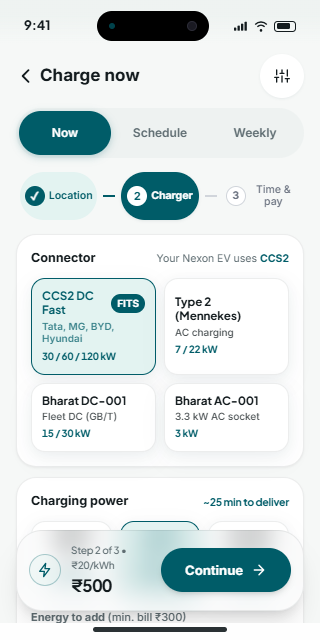 9:41
Charge now
Now
Schedule
Weekly
Location
2
Charger
3
Time &
pay
Connector
Your Nexon EV uses CCS2
CCS2 DC
Fast
FITS
Tata, MG, BYD,
Hyundai
30 / 60 / 120 kW
Type 2
(Mennekes)
AC charging
7 / 22 kW
Bharat DC-001
Fleet DC (GB/T)
15 / 30 kW
Bharat AC-001
3.3 kW AC socket
3 kW
Charging power
~25 min to deliver
Step 2 of 3 •
₹20/kWh
₹500
Continue
Energy to add (min. bill ₹300)